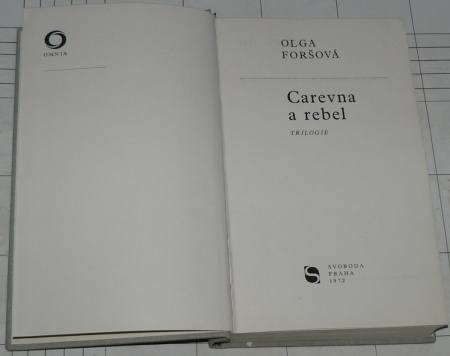 OMNIA
OLGA
FORŠOVÁ
Carevna
a rebel
TRILOGIE
SVOBODA
PRAHA
1972